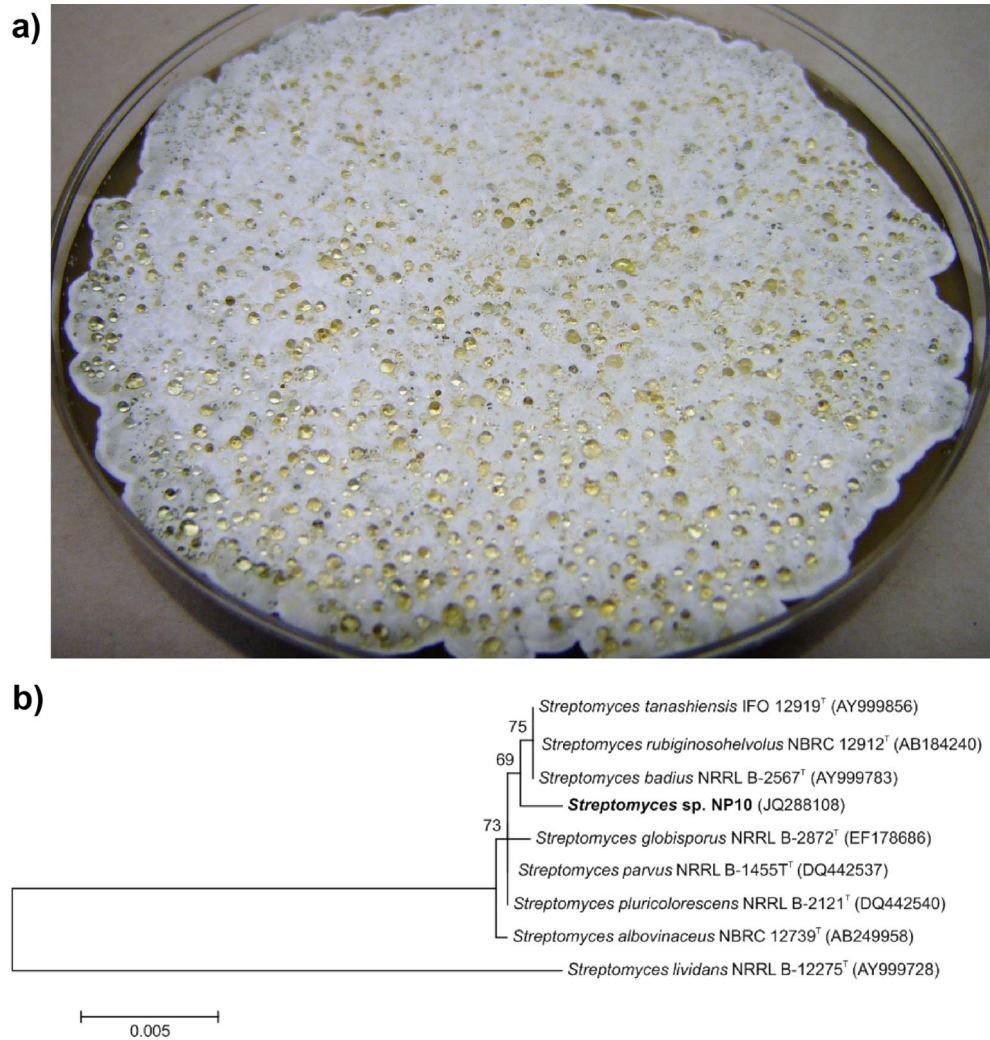 a)
b)
Streptomyces tanashiensis IFO 12919ᵀ (AY999856)
75
Streptomyces rubiginosohelvolus NBRC 12912ᵀ (AB184240)
69
Streptomyces badius NRRL B-2567ᵀ (AY999783)
Streptomyces sp. NP10 (JQ288108)
73
Streptomyces globisporus NRRL B-2872ᵀ (EF178686)
Streptomyces parvus NRRL B-1455Tᵀ (DQ442537)
Streptomyces pluricolorescens NRRL B-2121ᵀ (DQ442540)
Streptomyces albovinaceus NBRC 12739ᵀ (AB249958)
Streptomyces lividans NRRL B-12275ᵀ (AY999728)
0.005